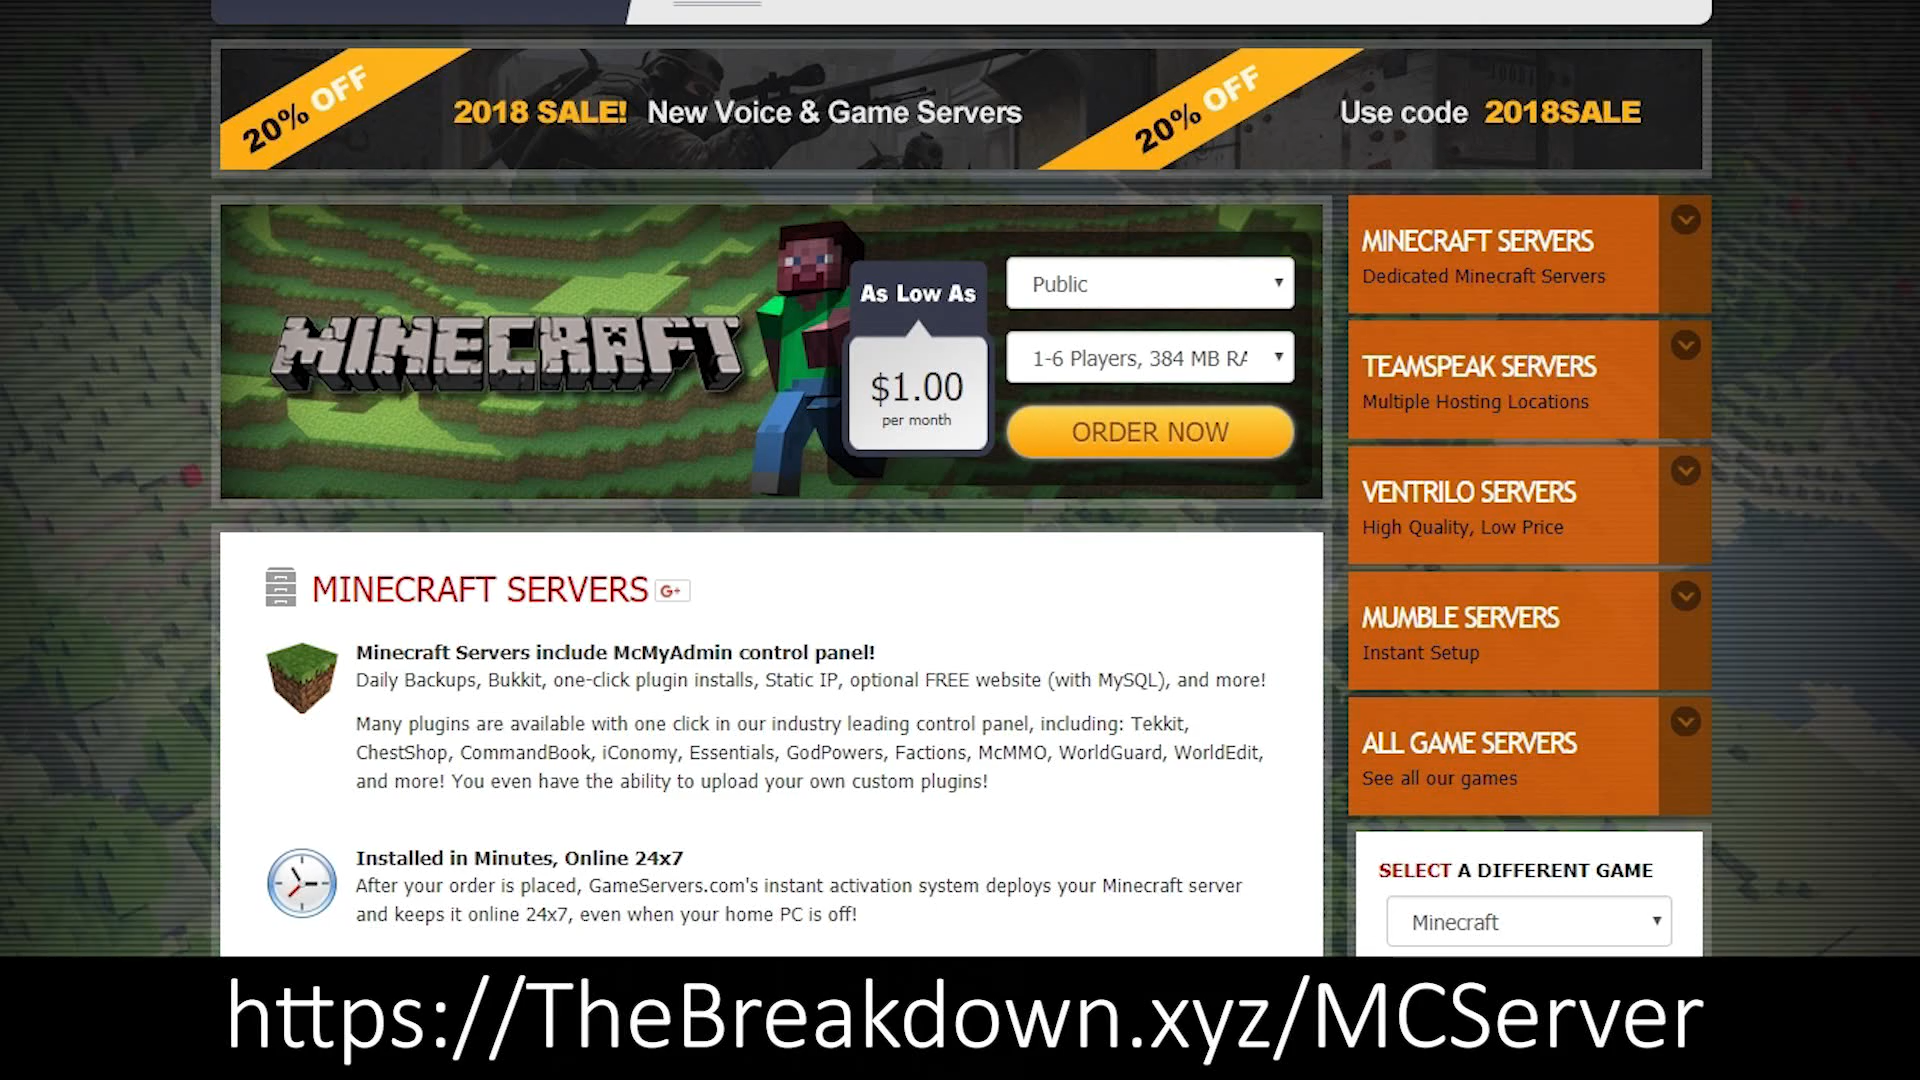 20% OFF
2018 SALE! New Voice & Game Servers
20% OFF
Use code 2018SALE
MINECRAFT
As Low As
$1.00
per month
Public
1-6 Players, 384 MB RA
ORDER NOW
MINECRAFT SERVERS
Dedicated Minecraft Servers
TEAMSPEAK SERVERS
Multiple Hosting Locations
VENTRILO SERVERS
High Quality, Low Price
MUMBLE SERVERS
Instant Setup
ALL GAME SERVERS
See all our games
MINECRAFT SERVERS G+
Minecraft Servers include McMyAdmin control panel!
Daily Backups, Bukkit, one-click plugin installs, Static IP, optional FREE website (with MySQL), and more!
Many plugins are available with one click in our industry leading control panel, including: Tekkit,
ChestShop, CommandBook, iConomy, Essentials, GodPowers, Factions, McMMO, WorldGuard, WorldEdit,
and more! You even have the ability to upload your own custom plugins!
Installed in Minutes, Online 24x7
After your order is placed, GameServers.com's instant activation system deploys your Minecraft server
and keeps it online 24x7, even when your home PC is off!
SELECT A DIFFERENT GAME
Minecraft
https://TheBreakdown.xyz/MCServer